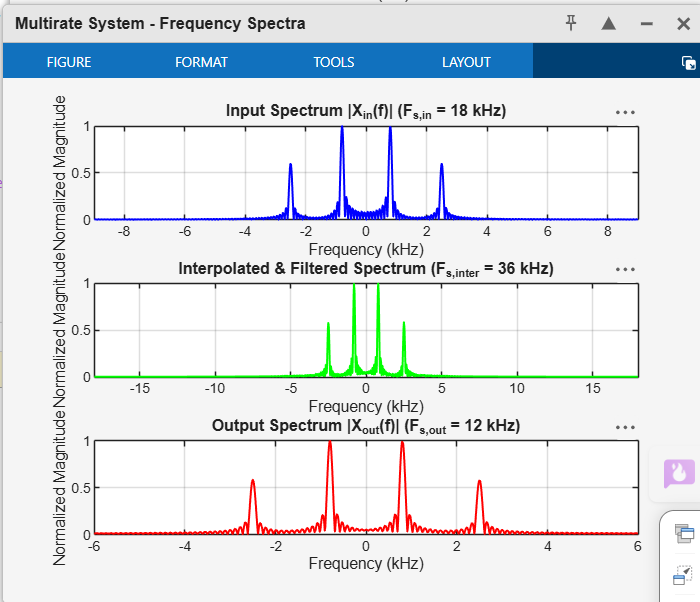 Multirate System - Frequency Spectra
FIGURE FORMAT TOOLS LAYOUT
Input Spectrum |Xin(f)| (Fs,in = 18 kHz)
Normalized Magnitude
1
0.5
0
-8 -6 -4 -2 0 2 4 6 8
Frequency (kHz)
Interpolated & Filtered Spectrum (Fs,inter = 36 kHz)
Normalized Magnitude
1
0.5
0
-15 -10 -5 0 5 10 15
Frequency (kHz)
Output Spectrum |Xout(f)| (Fs,out = 12 kHz)
Normalized Magnitude
1
0.5
0
-6 -4 -2 0 2 4 6
Frequency (kHz)